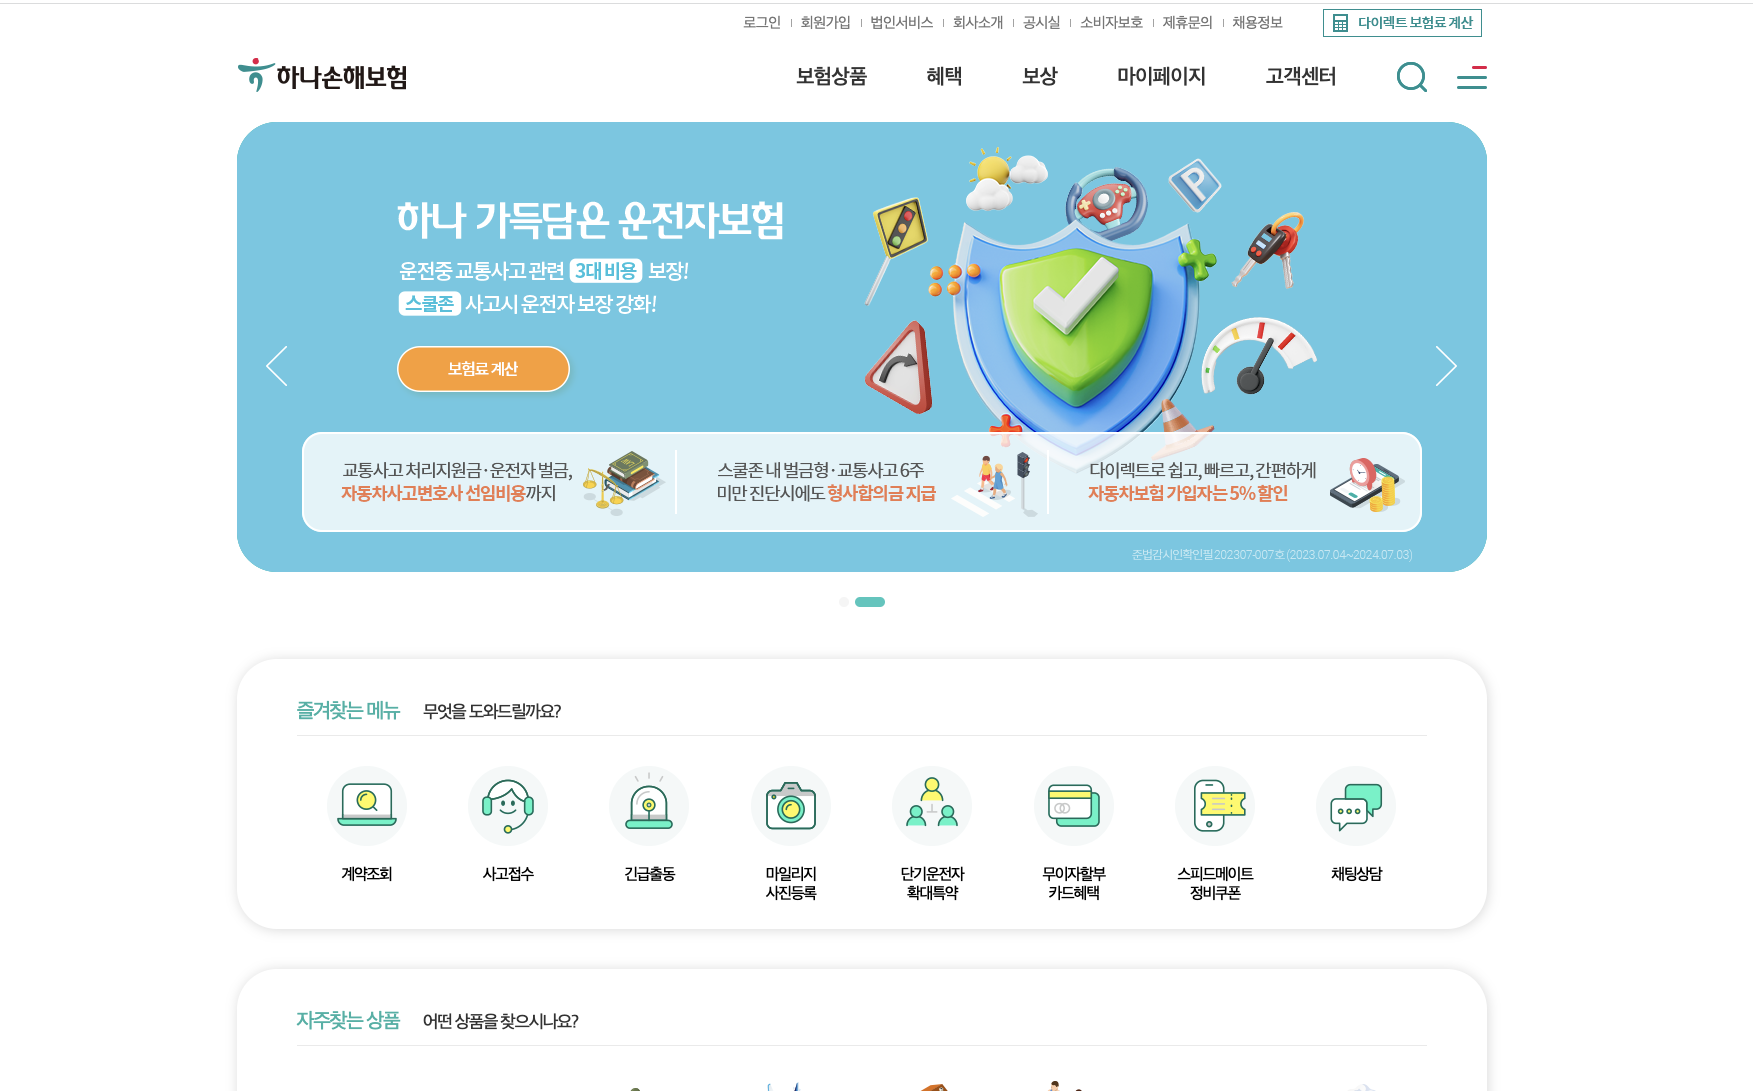 로그인 회원가입 법인서비스 회사소개 공시실 소비자보호 제휴문의 채용정보 다이렉트 보험료 계산
하나손해보험 보험상품 혜택 보상 마이페이지 고객센터
하나 가득담은 운전자보험
운전중 교통사고 관련 3대 비용 보장!
스쿨존 사고시 운전자 보장 강화!
보험료 계산
P
교통사고 처리지원금·운전자 벌금,
자동차사고변호사 선임비용까지
스쿨존 내 벌금형·교통사고 6주
미만 진단시에도 형사합의금 지급
다이렉트로 쉽고, 빠르고, 간편하게
자동차보험 가입자는 5% 할인
준법감시인확인필 202307-007호 (2023.07.04~2024.07.03)
즐겨찾는 메뉴 무엇을 도와드릴까요?
계약조회
사고접수
긴급출동
마일리지
사진등록
단기운전자
확대특약
무이자할부
카드혜택
스피드메이트
정비쿠폰
채팅상담
자주찾는 상품 어떤 상품을 찾으시나요?